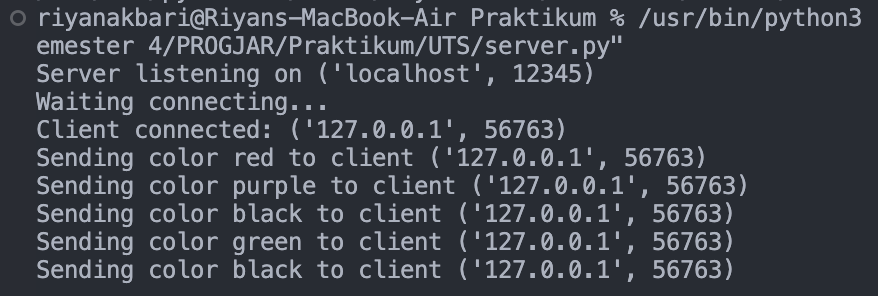 riyanakbari@Riyans-MacBook-Air Praktikum % /usr/bin/python3
emester 4/PROGJAR/Praktikum/UTS/server.py"
Server listening on ('localhost', 12345)
Waiting connecting...
Client connected: ('127.0.0.1', 56763)
Sending color red to client ('127.0.0.1', 56763)
Sending color purple to client ('127.0.0.1', 56763)
Sending color black to client ('127.0.0.1', 56763)
Sending color green to client ('127.0.0.1', 56763)
Sending color black to client ('127.0.0.1', 56763)